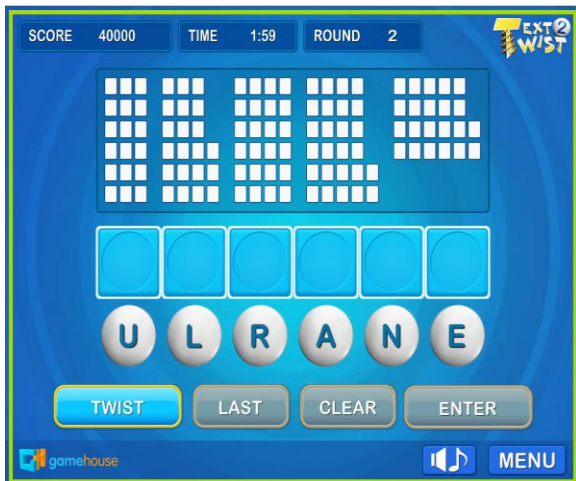 SCORE 40000 TIME 1:59 ROUND 2
TEXT 2
TWIST
U L R A N E
TWIST LAST CLEAR ENTER
gamehouse MENU